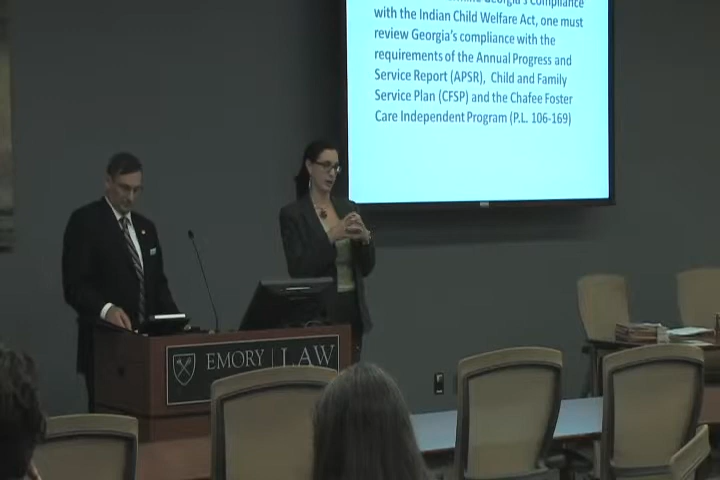 Georgia's Compliance
with the Indian Child Welfare Act, one must
review Georgia's compliance with the
requirements of the Annual Progress and
Service Report (APSR), Child and Family
Service Plan (CFSP) and the Chafee Foster
Care Independent Program (P.L. 106-169)
EMORY | LAW